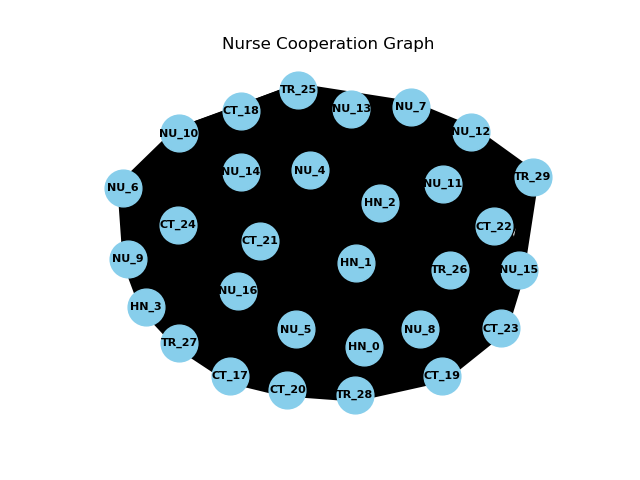 Nurse Cooperation Graph
TR_25
NU_13
NU_7
CT_18
NU_12
NU_10
NU_4
NU_14
TR_29
NU_11
NU_6
HN_2
CT_24
CT_22
CT_21
NU_9
HN_1
TR_26
NU_15
NU_16
HN_3
CT_23
NU_5
NU_8
TR_27
HN_0
CT_17
CT_19
CT_20
TR_28